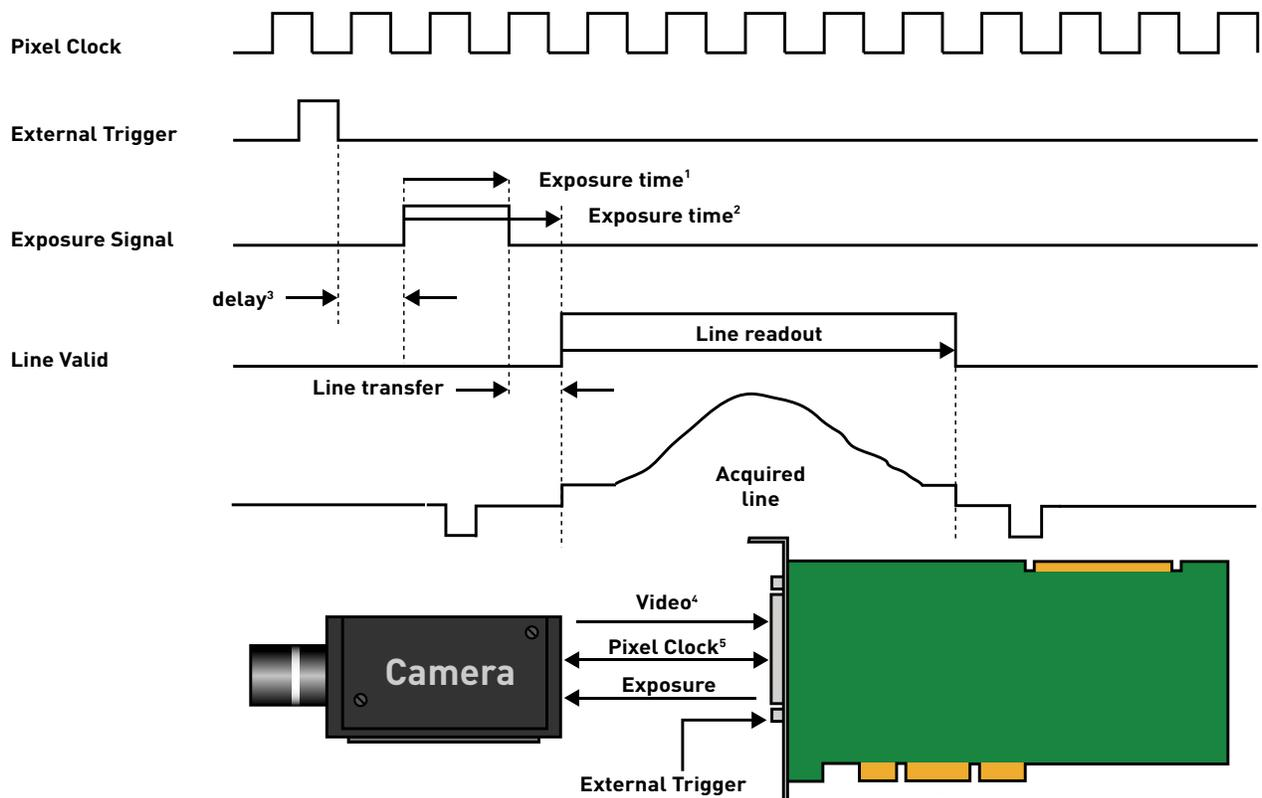 Pixel Clock
External Trigger
Exposure time¹
Exposure time²
Exposure Signal
delay³
Line readout
Line Valid
Line transfer
Acquired
line
Video⁴
Pixel Clock⁵
Camera
Exposure
External Trigger